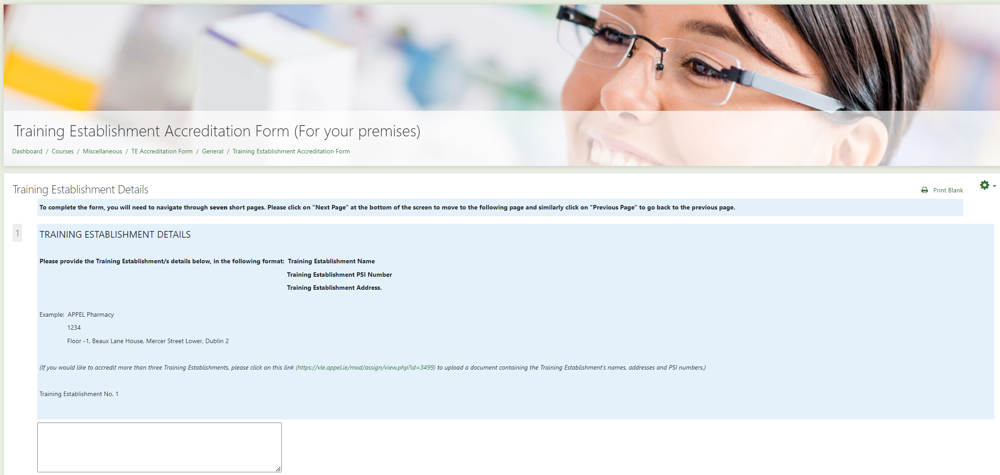 Training Establishment Accreditation Form (For your premises)
Dashboard / Courses / Miscellaneous / TE Accreditation Form / General / Training Establishment Accreditation Form
Training Establishment Details
Print Blank
To complete the form, you will need to navigate through seven short pages. Please click on "Next Page" at the bottom of the screen to move to the following page and similarly click on "Previous Page" to go back to the previous page.
1
TRAINING ESTABLISHMENT DETAILS
Please provide the Training Establishment/s details below, in the following format: Training Establishment Name
Training Establishment PSI Number
Training Establishment Address.
Example: APPEL Pharmacy
1234
Floor -1, Beaux Lane House, Mercer Street Lower, Dublin 2
(If you would like to accredit more than three Training Establishments, please click on this link (https://vle.appel.ie/mod/assign/view.php?id=3499) to upload a document containing the Training Establishment's names, addresses and PSI numbers.)
Training Establishment No. 1